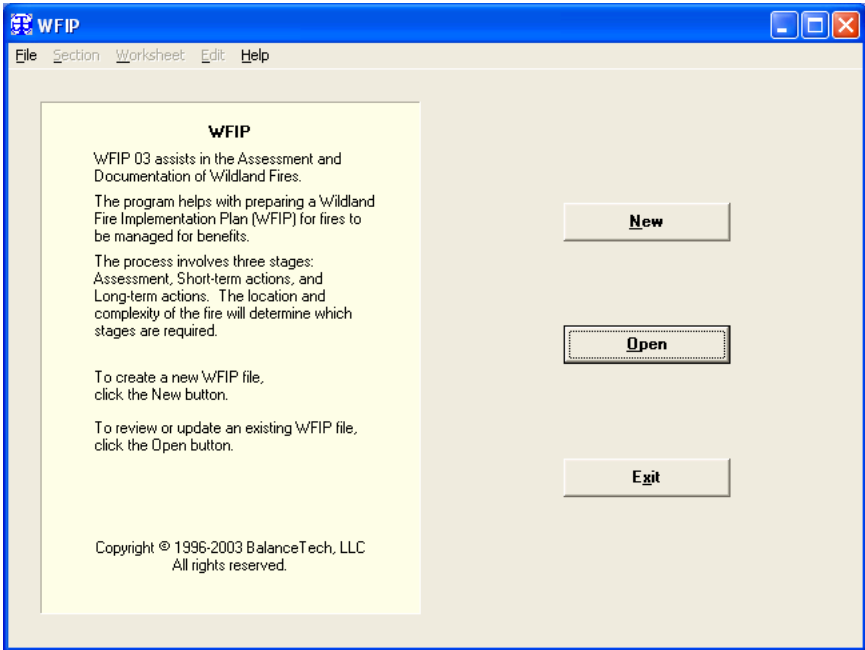 WFIP
File Section Worksheet Edit Help
WFIP
WFIP 03 assists in the Assessment and
Documentation of Wildland Fires.
The program helps with preparing a Wildland
Fire Implementation Plan (WFIP) for fires to
be managed for benefits.
The process involves three stages:
Assessment, Short-term actions, and
Long-term actions.  The location and
complexity of the fire will determine which
stages are required.
To create a new WFIP file,
click the New button.
To review or update an existing WFIP file,
click the Open button.
Copyright © 1996-2003 BalanceTech, LLC
All rights reserved.
New
Open
Exit